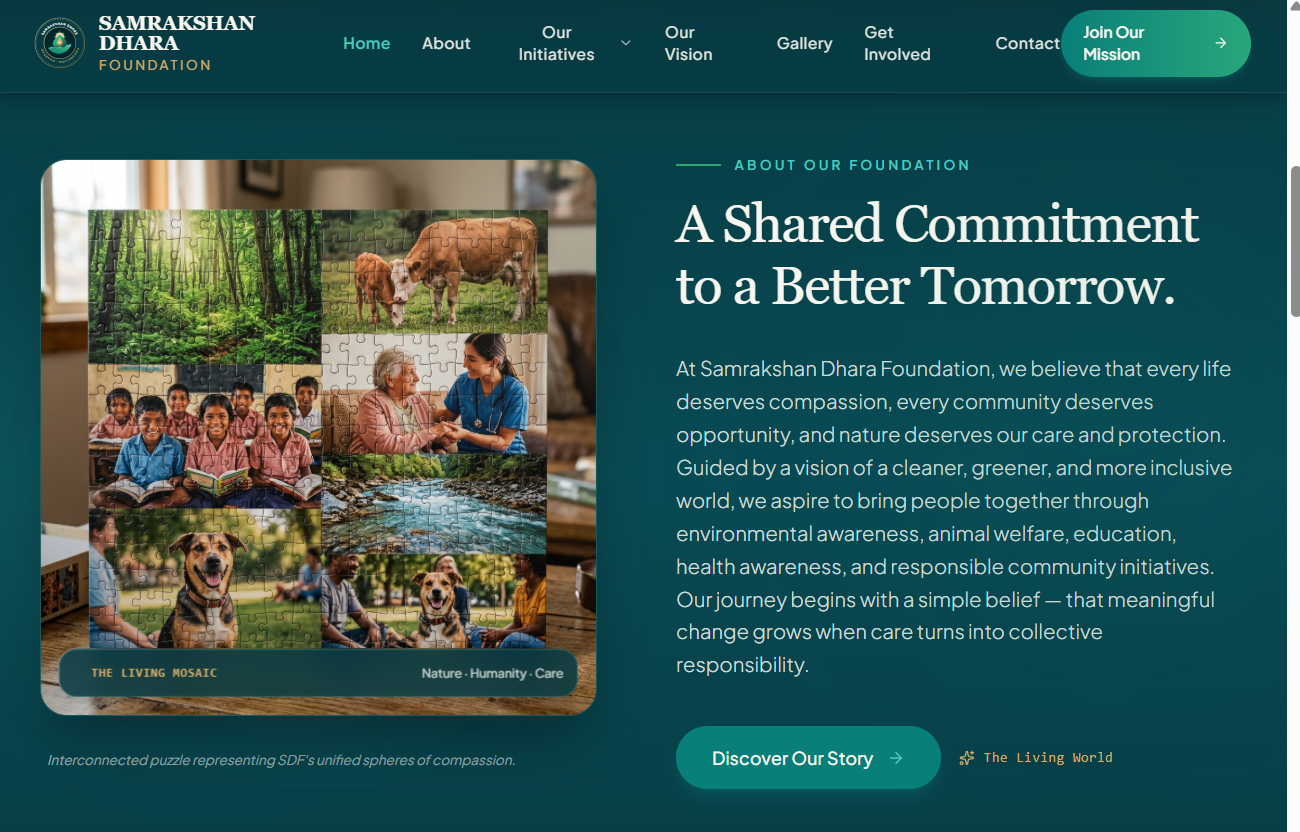 SAMRAKSHAN
DHARA
FOUNDATION
Home
About
Our
Initiatives
Our
Vision
Gallery
Get
Involved
Contact
Join Our
Mission
ABOUT OUR FOUNDATION
A Shared Commitment
to a Better Tomorrow.
At Samrakshan Dhara Foundation, we believe that every life
deserves compassion, every community deserves
opportunity, and nature deserves our care and protection.
Guided by a vision of a cleaner, greener, and more inclusive
world, we aspire to bring people together through
environmental awareness, animal welfare, education,
health awareness, and responsible community initiatives.
Our journey begins with a simple belief — that meaningful
change grows when care turns into collective
responsibility.
Discover Our Story
The Living World
THE LIVING MOSAIC
Nature · Humanity · Care
Interconnected puzzle representing SDF's unified spheres of compassion.